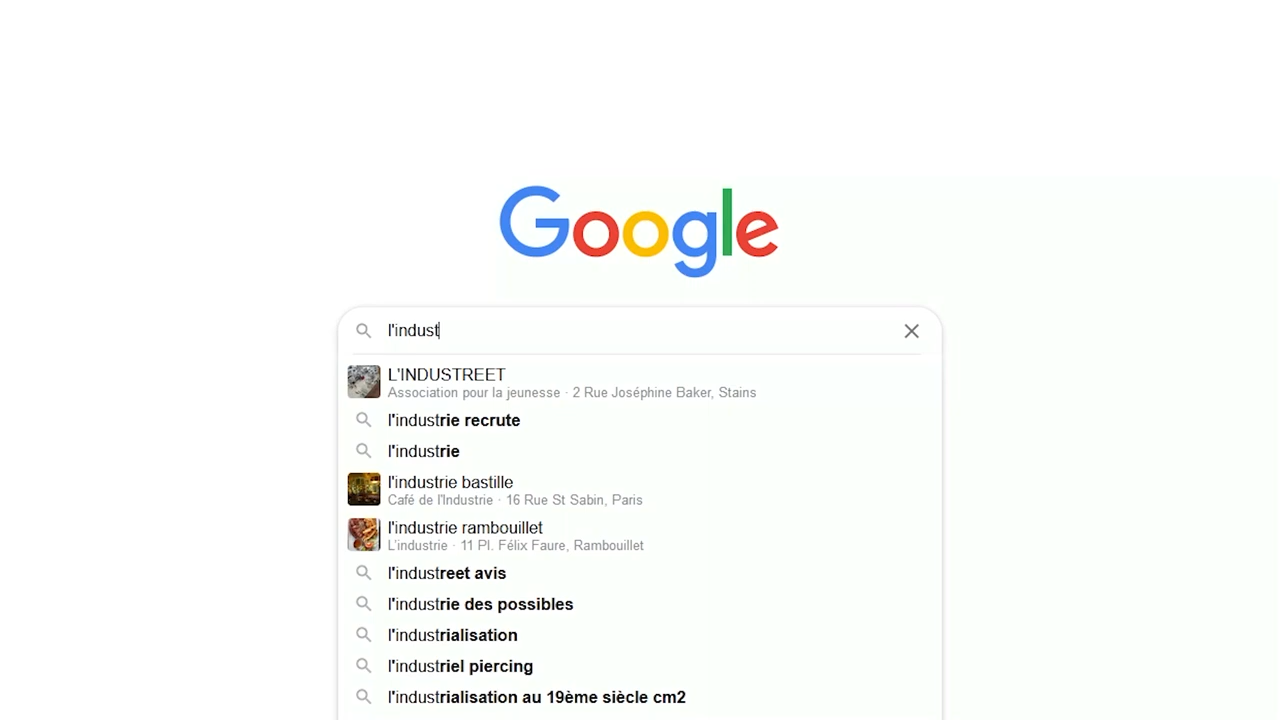 Google
l'indust
L'INDUSTREET
Association pour la jeunesse · 2 Rue Joséphine Baker, Stains
l'industrie recrute
l'industrie
l'industrie bastille
Café de l'Industrie · 16 Rue St Sabin, Paris
l'industrie rambouillet
L'industrie · 11 Pl. Félix Faure, Rambouillet
l'industreet avis
l'industrie des possibles
l'industrialisation
l'industriel piercing
l'industrialisation au 19ème siècle cm2